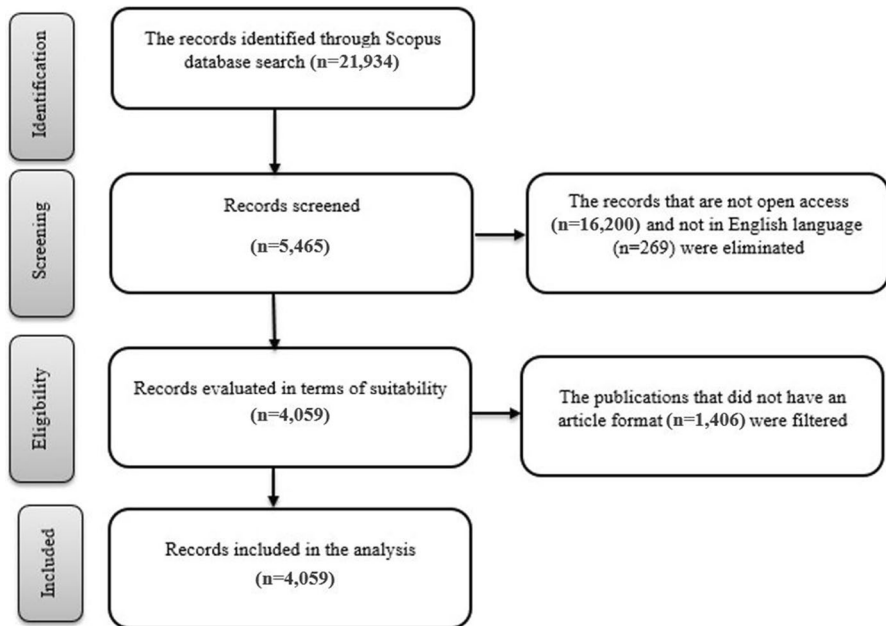 Identification
The records identified through Scopus
database search (n=21,934)
Screening
Records screened
(n=5,465)
The records that are not open access
(n=16,200) and not in English language
(n=269) were eliminated
Eligibility
Records evaluated in terms of suitability
(n=4,059)
The publications that did not have an
article format (n=1,406) were filtered
Included
Records included in the analysis
(n=4,059)